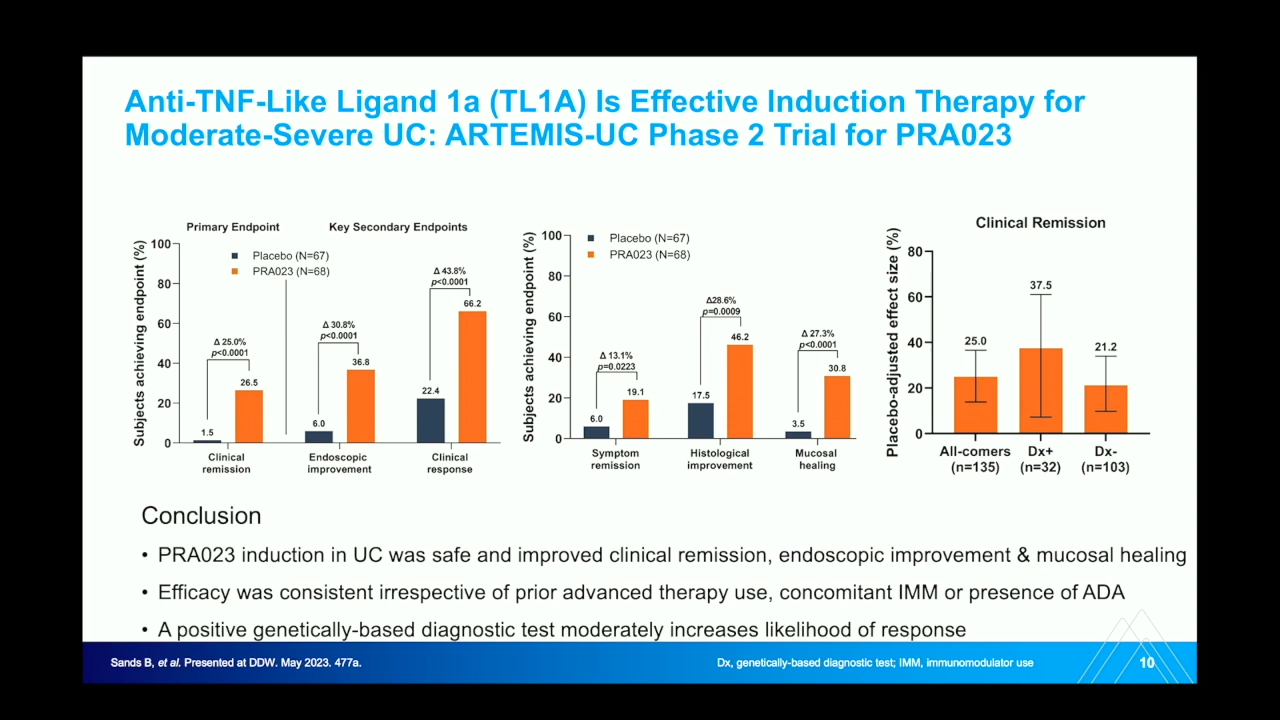 Anti-TNF-Like Ligand 1a (TL1A) Is Effective Induction Therapy for
Moderate-Severe UC: ARTEMIS-UC Phase 2 Trial for PRA023
Primary Endpoint
Key Secondary Endpoints
Subjects achieving endpoint (%)
100
80
60
40
20
0
Placebo (N=67)
PRA023 (N=68)
Δ 25.0%
p<0.0001
1.5
26.5
Δ 30.8%
p<0.0001
6.0
36.8
Δ 43.8%
p<0.0001
22.4
66.2
Clinical
remission
Endoscopic
improvement
Clinical
response
Subjects achieving endpoint (%)
100
80
60
40
20
0
Placebo (N=67)
PRA023 (N=68)
Δ 13.1%
p=0.0223
6.0
19.1
Δ28.6%
p=0.0009
17.5
46.2
Δ 27.3%
p<0.0001
3.5
30.8
Symptom
remission
Histological
improvement
Mucosal
healing
Clinical Remission
Placebo-adjusted effect size (%)
80
60
40
20
0
25.0
37.5
21.2
All-comers
(n=135)
Dx+
(n=32)
Dx-
(n=103)
Conclusion
• PRA023 induction in UC was safe and improved clinical remission, endoscopic improvement & mucosal healing
• Efficacy was consistent irrespective of prior advanced therapy use, concomitant IMM or presence of ADA
• A positive genetically-based diagnostic test moderately increases likelihood of response
Sands B, et al. Presented at DDW. May 2023. 477a.
Dx, genetically-based diagnostic test; IMM, immunomodulator use
10